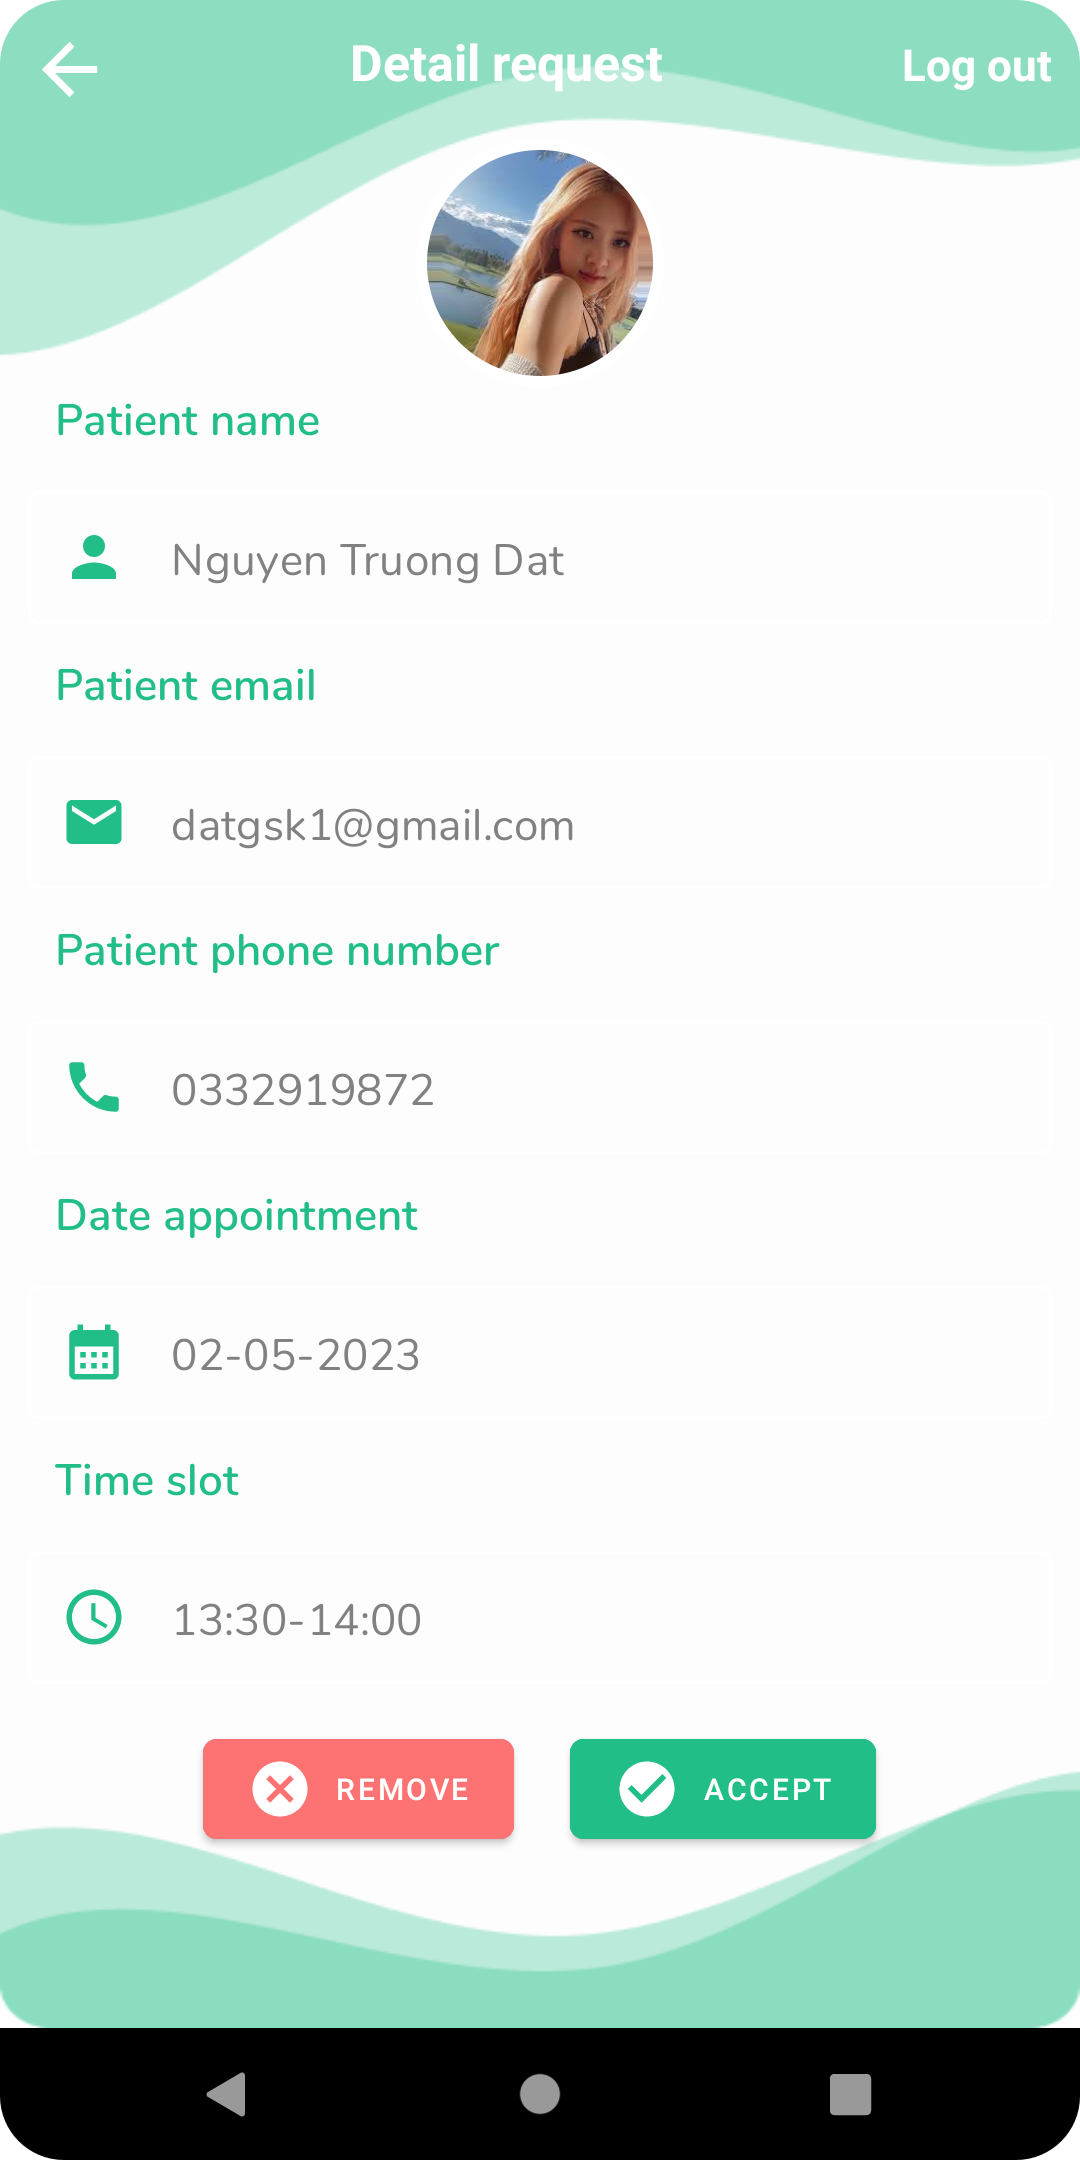 Detail request
Log out
Patient name
Nguyen Truong Dat
Patient email
datgsk1@gmail.com
Patient phone number
0332919872
Date appointment
02-05-2023
Time slot
13:30-14:00
REMOVE
ACCEPT